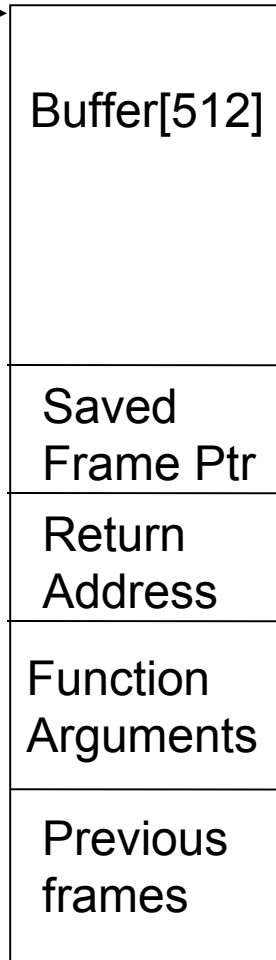 Buffer[512]
Saved
Frame Ptr
Return
Address
Function
Arguments
Previous
frames